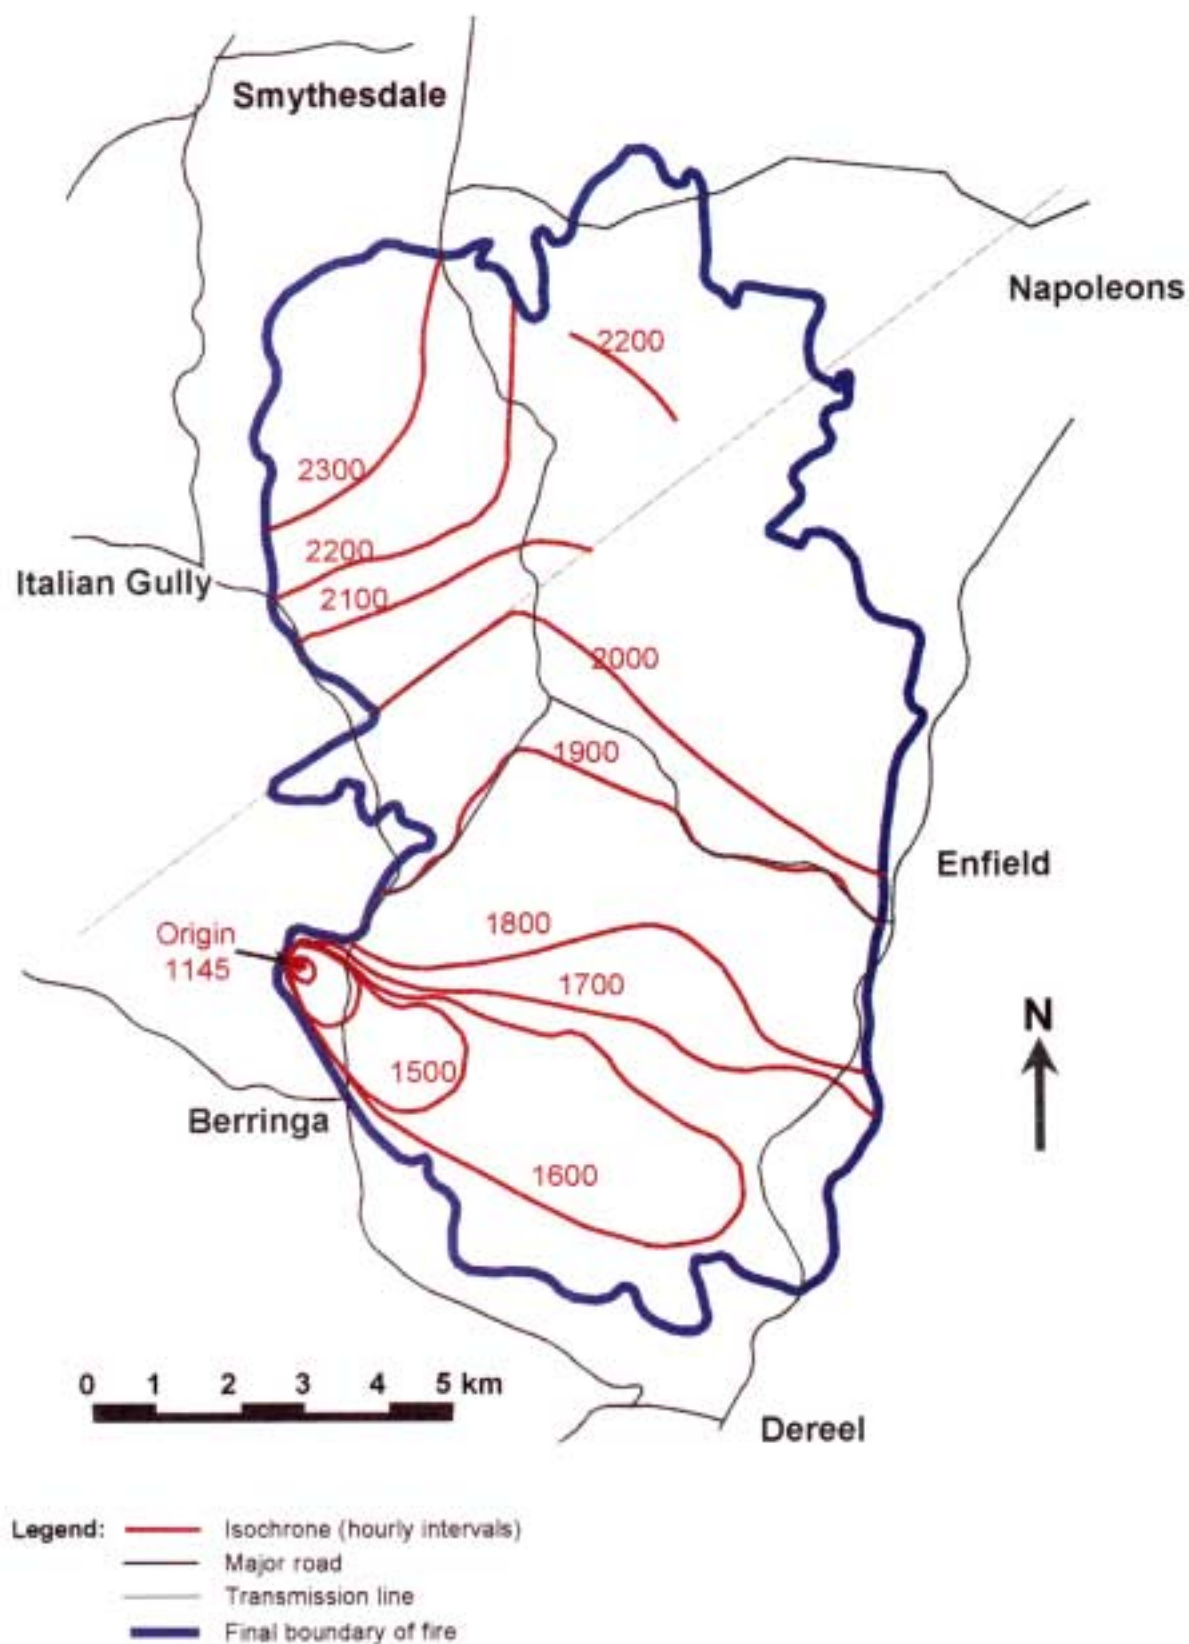 Smythesdale
Napoleons
2200
2300
2200
Italian Gully
2100
2000
1900
Enfield
1800
Origin
1145
1700
N
1500
Berringa
1600
0 1 2 3 4 5 km
Dereel
Legend: Isochrone (hourly intervals)
Major road
Transmission line
Final boundary of fire